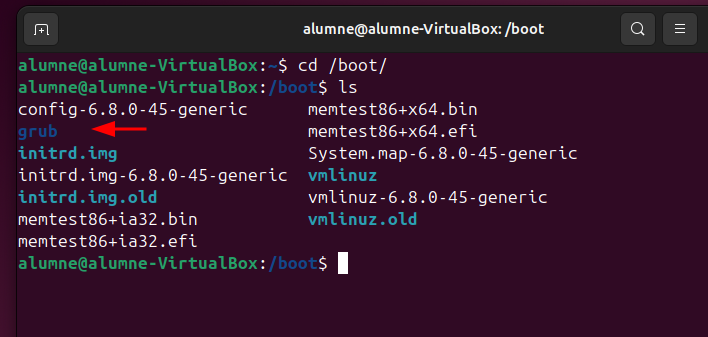 alumne@alumne-VirtualBox: /boot
alumne@alumne-VirtualBox:~$ cd /boot/
alumne@alumne-VirtualBox:/boot$ ls
config-6.8.0-45-generic memtest86+x64.bin
grub memtest86+x64.efi
initrd.img System.map-6.8.0-45-generic
initrd.img-6.8.0-45-generic vmlinuz
initrd.img.old vmlinuz-6.8.0-45-generic
memtest86+ia32.bin vmlinuz.old
memtest86+ia32.efi
alumne@alumne-VirtualBox:/boot$